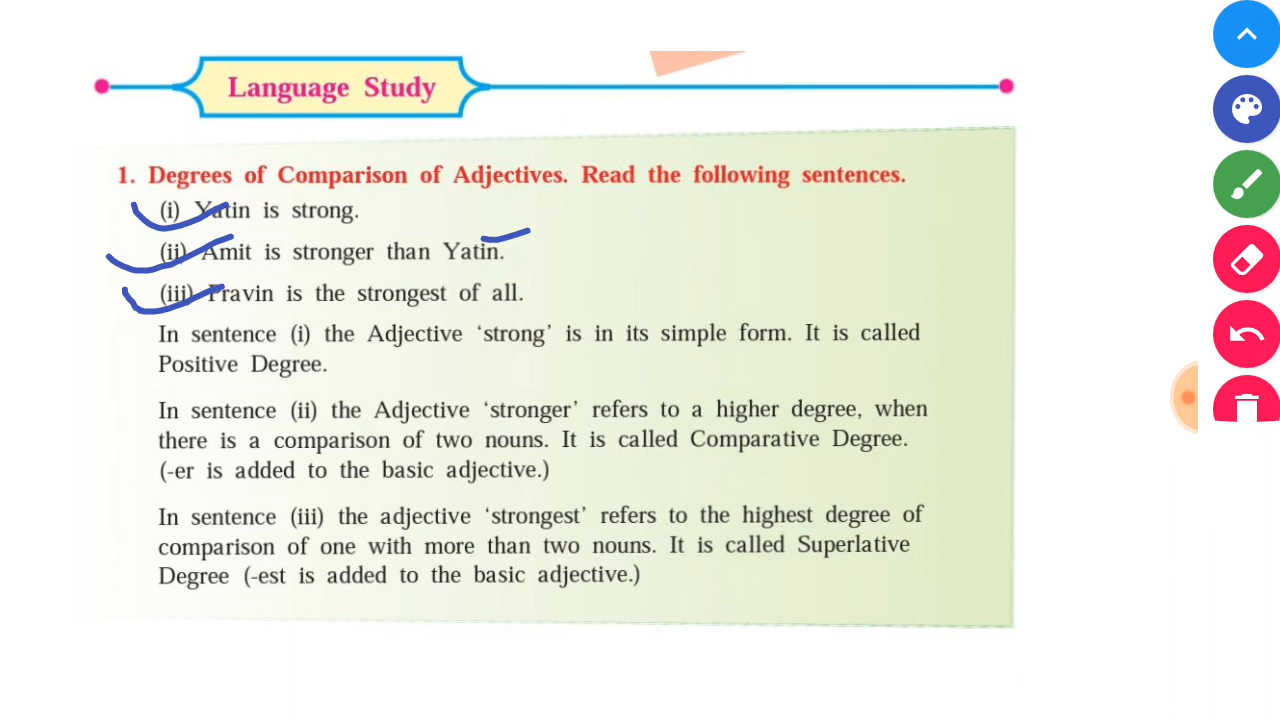 Language Study
1. Degrees of Comparison of Adjectives. Read the following sentences.
(i) Yatin is strong.
(ii) Amit is stronger than Yatin.
(iii) Pravin is the strongest of all.
In sentence (i) the Adjective ‘strong’ is in its simple form. It is called
Positive Degree.
In sentence (ii) the Adjective ‘stronger’ refers to a higher degree, when
there is a comparison of two nouns. It is called Comparative Degree.
(-er is added to the basic adjective.)
In sentence (iii) the adjective ‘strongest’ refers to the highest degree of
comparison of one with more than two nouns. It is called Superlative
Degree (-est is added to the basic adjective.)